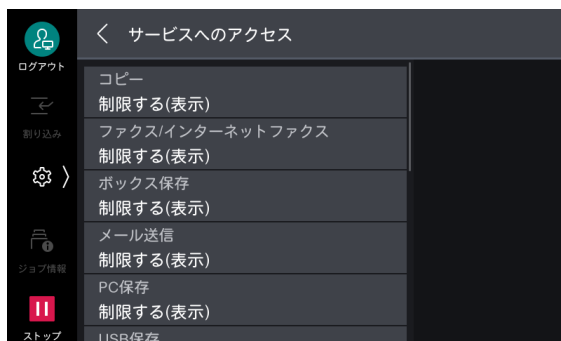 サービスへのアクセス
ログアウト
割り込み
ジョブ情報
ストップ
コピー
制限する(表示)
ファクス/インターネットファクス
制限する(表示)
ボックス保存
制限する(表示)
メール送信
制限する(表示)
PC保存
制限する(表示)
USB保存